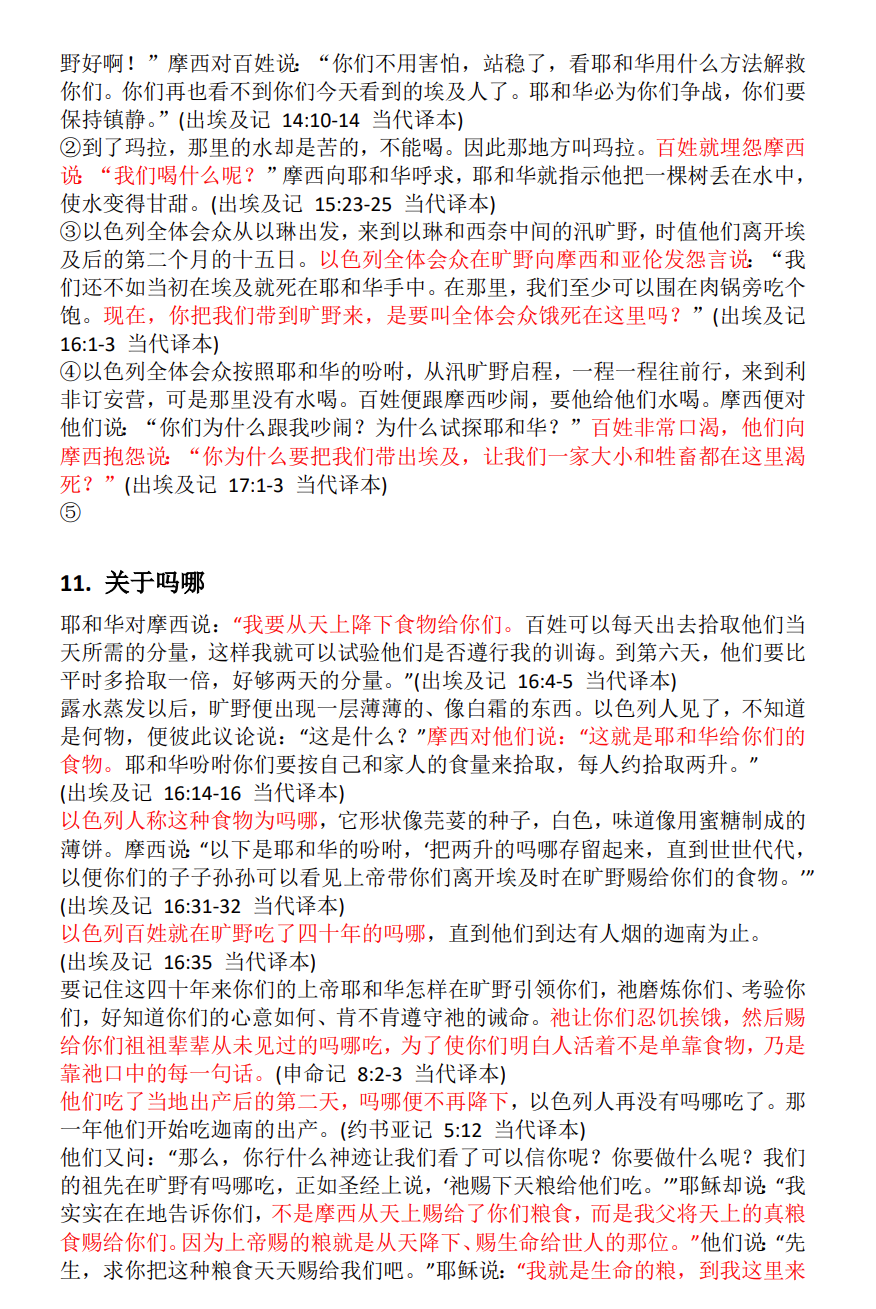 野好啊！”摩西对百姓说：“你们不用害怕，站稳了，看耶和华用什么方法解救
你们。你们再也看不到你们今天看到的埃及人了。耶和华必为你们争战，你们要
保持镇静。”(出埃及记 14:10-14 当代译本)
②到了玛拉，那里的水却是苦的，不能喝。因此那地方叫玛拉。百姓就埋怨摩西
说：“我们喝什么呢？”摩西向耶和华呼求，耶和华就指示他把一棵树丢在水中，
使水变得甘甜。(出埃及记 15:23-25 当代译本)
③以色列全体会众从以琳出发，来到以琳和西奈中间的汛旷野，时值他们离开埃
及后的第二个月的十五日。以色列全体会众在旷野向摩西和亚伦发怨言说：“我
们还不如当初在埃及就死在耶和华手中。在那里，我们至少可以围在肉锅旁吃个
饱。现在，你把我们带到旷野来，是要叫全体会众饿死在这里吗？”(出埃及记
16:1-3 当代译本)
④以色列全体会众按照耶和华的吩咐，从汛旷野启程，一程一程往前行，来到利
非订安营，可是那里没有水喝。百姓便跟摩西吵闹，要他给他们水喝。摩西便对
他们说：“你们为什么跟我吵闹？为什么试探耶和华？”百姓非常口渴，他们向
摩西抱怨说：“你为什么要把我们带出埃及，让我们一家大小和牲畜都在这里渴
死？”(出埃及记 17:1-3 当代译本)
⑤
11. 关于吗哪
耶和华对摩西说：“我要从天上降下食物给你们。百姓可以每天出去拾取他们当
天所需的分量，这样我就可以试验他们是否遵行我的训诲。到第六天，他们要比
平时多拾取一倍，好够两天的分量。”(出埃及记 16:4-5 当代译本)
露水蒸发以后，旷野便出现一层薄薄的、像白霜的东西。以色列人见了，不知道
是何物，便彼此议论说：“这是什么？”摩西对他们说：“这就是耶和华给你们的
食物。耶和华吩咐你们要按自己和家人的食量来拾取，每人约拾取两升。”
(出埃及记 16:14-16 当代译本)
以色列人称这种食物为吗哪，它形状像芫荽的种子，白色，味道像用蜜糖制成的
薄饼。摩西说：“以下是耶和华的吩咐，‘把两升的吗哪存留起来，直到世世代代，
以便你们的子子孙孙可以看见上帝带你们离开埃及时在旷野赐给你们的食物。’”
(出埃及记 16:31-32 当代译本)
以色列百姓就在旷野吃了四十年的吗哪，直到他们到达有人烟的迦南为止。
(出埃及记 16:35 当代译本)
要记住这四十年来你们的上帝耶和华怎样在旷野引领你们，祂磨炼你们、考验你
们，好知道你们的心意如何、肯不肯遵守祂的诫命。祂让你们忍饥挨饿，然后赐
给你们祖祖辈辈从未见过的吗哪吃，为了使你们明白人活着不是单靠食物，乃是
靠祂口中的每一句话。(申命记 8:2-3 当代译本)
他们吃了当地出产后的第二天，吗哪便不再降下，以色列人再没有吗哪吃了。那
一年他们开始吃迦南的出产。(约书亚记 5:12 当代译本)
他们又问：“那么，你行什么神迹让我们看了可以信你呢？你要做什么呢？我们
的祖先在旷野有吗哪吃，正如圣经上说，‘祂赐下天粮给他们吃。’”耶稣却说：“我
实实在在地告诉你们，不是摩西从天上赐给了你们粮食，而是我父将天上的真粮
食赐给你们。因为上帝赐的粮就是从天降下、赐生命给世人的那位。”他们说：“先
生，求你把这种粮食天天赐给我们吧。”耶稣说：“我就是生命的粮，到我这里来